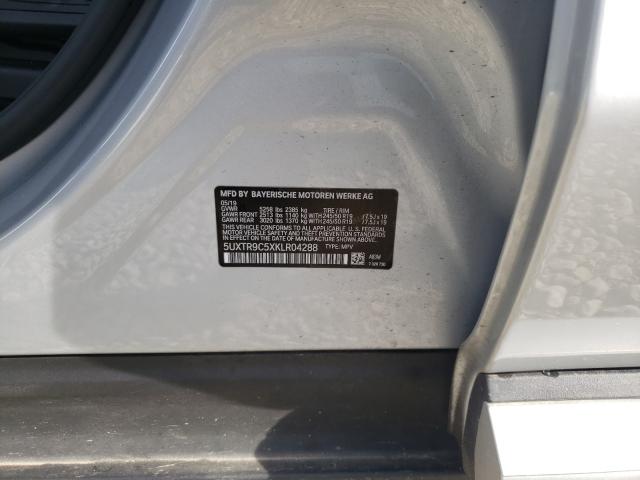 MFD BY BAYERISCHE MOTOREN WERKE AG
05/19
GVWR 5258 lbs 2385 kg TIRE / RIM
GAWR FRONT 2513 lbs 1140 kg WITH 245/50 R19 / 7.5J x 19
GAWR REAR 3020 lbs 1370 kg WITH 245/50 R19 / 7.5J x 19
THIS VEHICLE CONFORMS TO ALL APPLICABLE U.S. FEDERAL
MOTOR VEHICLE SAFETY AND THEFT PREVENTION
STANDARDS IN EFFECT ON THE DATE OF
MANUFACTURE SHOWN ABOVE.
5UXTR9C5XKLR04288 TYPE: MPV
A83M